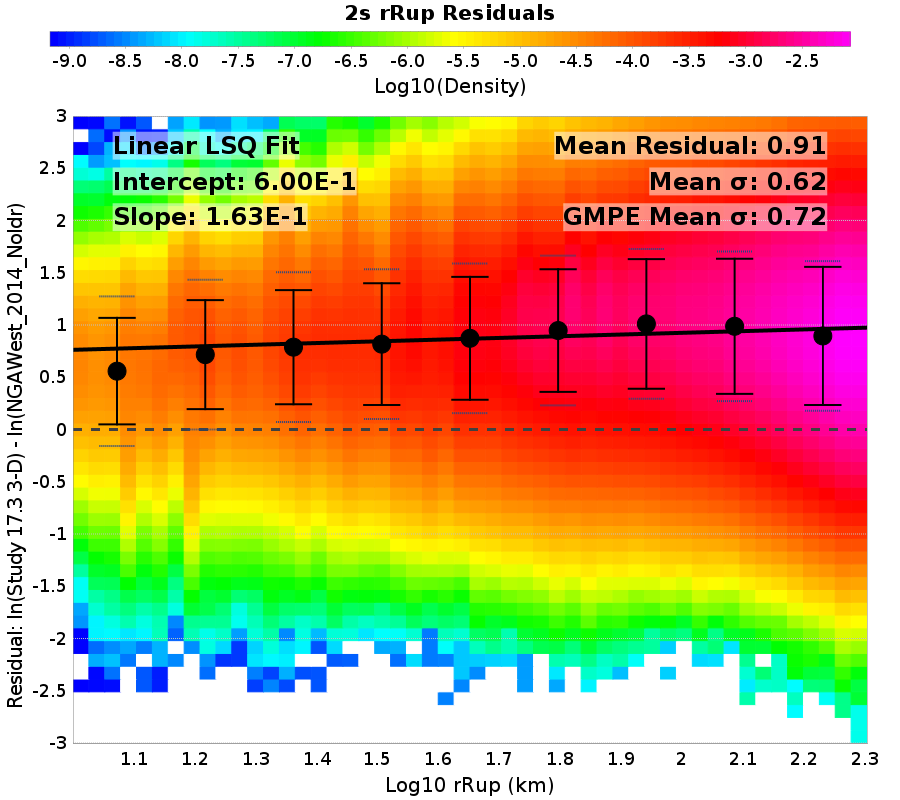 2s rRup Residuals
-9.0 -8.5 -8.0 -7.5 -7.0 -6.5 -6.0 -5.5 -5.0 -4.5 -4.0 -3.5 -3.0 -2.5
Log10(Density)
Linear LSQ Fit
Intercept: 6.00E-1
Slope: 1.63E-1
Mean Residual: 0.91
Mean σ: 0.62
GMPE Mean σ: 0.72
Residual: ln(Study 17.3 3-D) - ln(NGAWest_2014_NoIdr)
3
2.5
2
1.5
1
0.5
0
-0.5
-1
-1.5
-2
-2.5
-3
1.1 1.2 1.3 1.4 1.5 1.6 1.7 1.8 1.9 2 2.1 2.2 2.3
Log10 rRup (km)